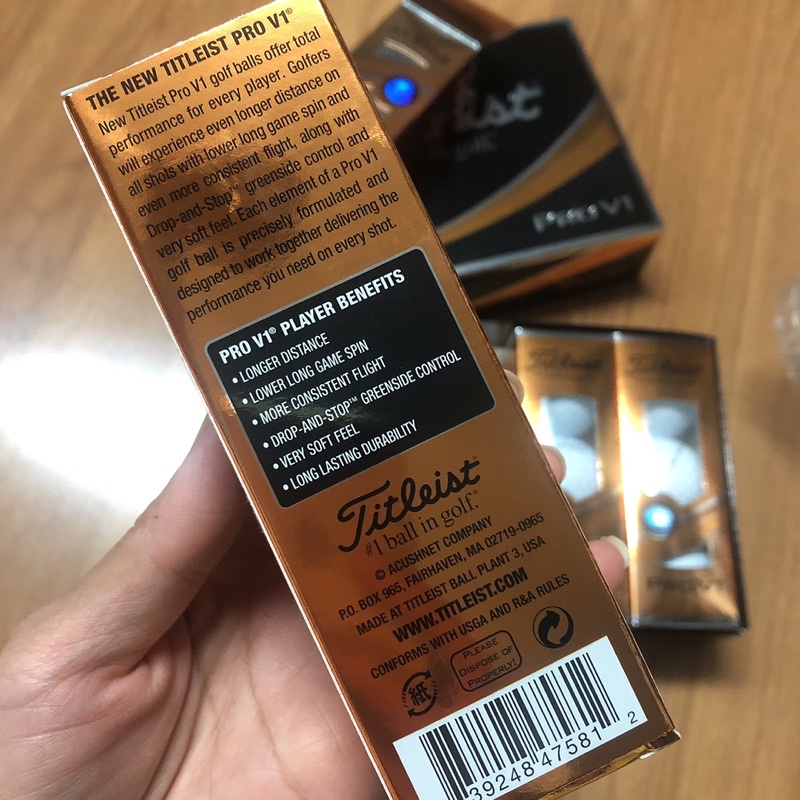 THE NEW TITLEIST PRO V1®
New Titleist Pro V1 golf balls offer total
performance for every player. Golfers
will experience even longer distance on
all shots with lower long game spin and
even more consistent flight, along with
Drop-and-Stop™ greenside control and
very soft feel. Each element of a Pro V1
golf ball is precisely formulated and
designed to work together delivering the
performance you need on every shot.
PRO V1® PLAYER BENEFITS
• LONGER DISTANCE
• LOWER LONG GAME SPIN
• MORE CONSISTENT FLIGHT
• DROP-AND-STOP™ GREENSIDE CONTROL
• VERY SOFT FEEL
• LONG LASTING DURABILITY
Titleist®
#1 ball in golf.®
© ACUSHNET COMPANY
P.O. BOX 965, FAIRHAVEN, MA 02719-0965
MADE AT TITLEIST BALL PLANT 3, USA
WWW.TITLEIST.COM
CONFORMS WITH USGA AND R&A RULES
紙
PLEASE
DISPOSE OF
PROPERLY!
39248 47581 2
PRO V1
Titleist
Titleist
PRO V1